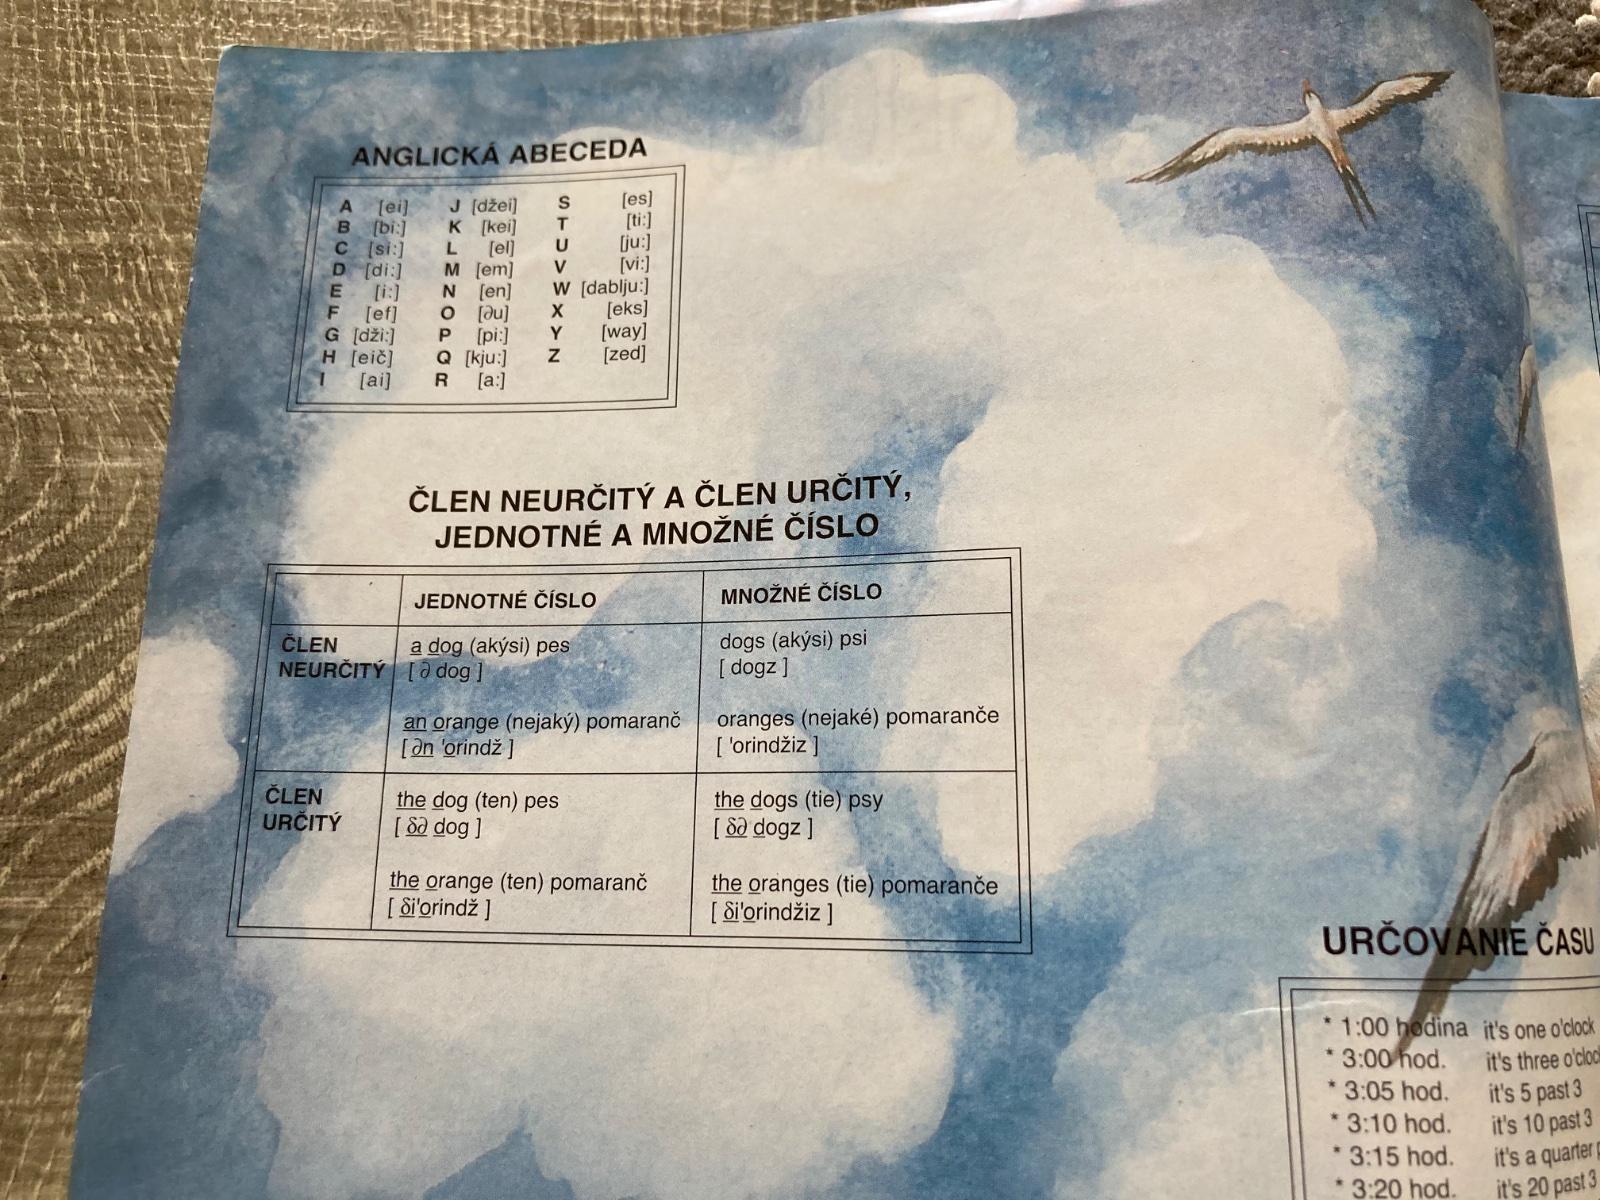 ANGLICKÁ ABECEDA
A [ei] J [džei] S [es]
B [bi:] K [kei] T [ti:]
C [si:] L [el] U [ju:]
D [di:] M [em] V [vi:]
E [i:] N [en] W [dablju:]
F [ef] O [∂u] X [eks]
G [dži:] P [pi:] Y [way]
H [eič] Q [kju:] Z [zed]
I [ai] R [a:]
ČLEN NEURČITÝ A ČLEN URČITÝ,
JEDNOTNÉ A MNOŽNÉ ČÍSLO
JEDNOTNÉ ČÍSLO MNOŽNÉ ČÍSLO
ČLEN a dog (akýsi) pes dogs (akýsi) psi
NEURČITÝ [ ∂ dog ] [ dogz ]
an orange (nejaký) pomaranč oranges (nejaké) pomaranče
[ ∂n 'orindž ] [ 'orindžiz ]
ČLEN the dog (ten) pes the dogs (tie) psy
URČITÝ [ δ∂ dog ] [ δ∂ dogz ]
the orange (ten) pomaranč the oranges (tie) pomaranče
[ δi'orindž ] [ δi'orindžiz ]
URČOVANIE ČASU
* 1:00 hodina it's one o'clock
* 3:00 hod. it's three
* 3:05 hod. it's 5 past 3
* 3:10 hod. it's 10 past 3
* 3:15 hod. it's a quarter
* 3:20 hod. it's 20 past 3